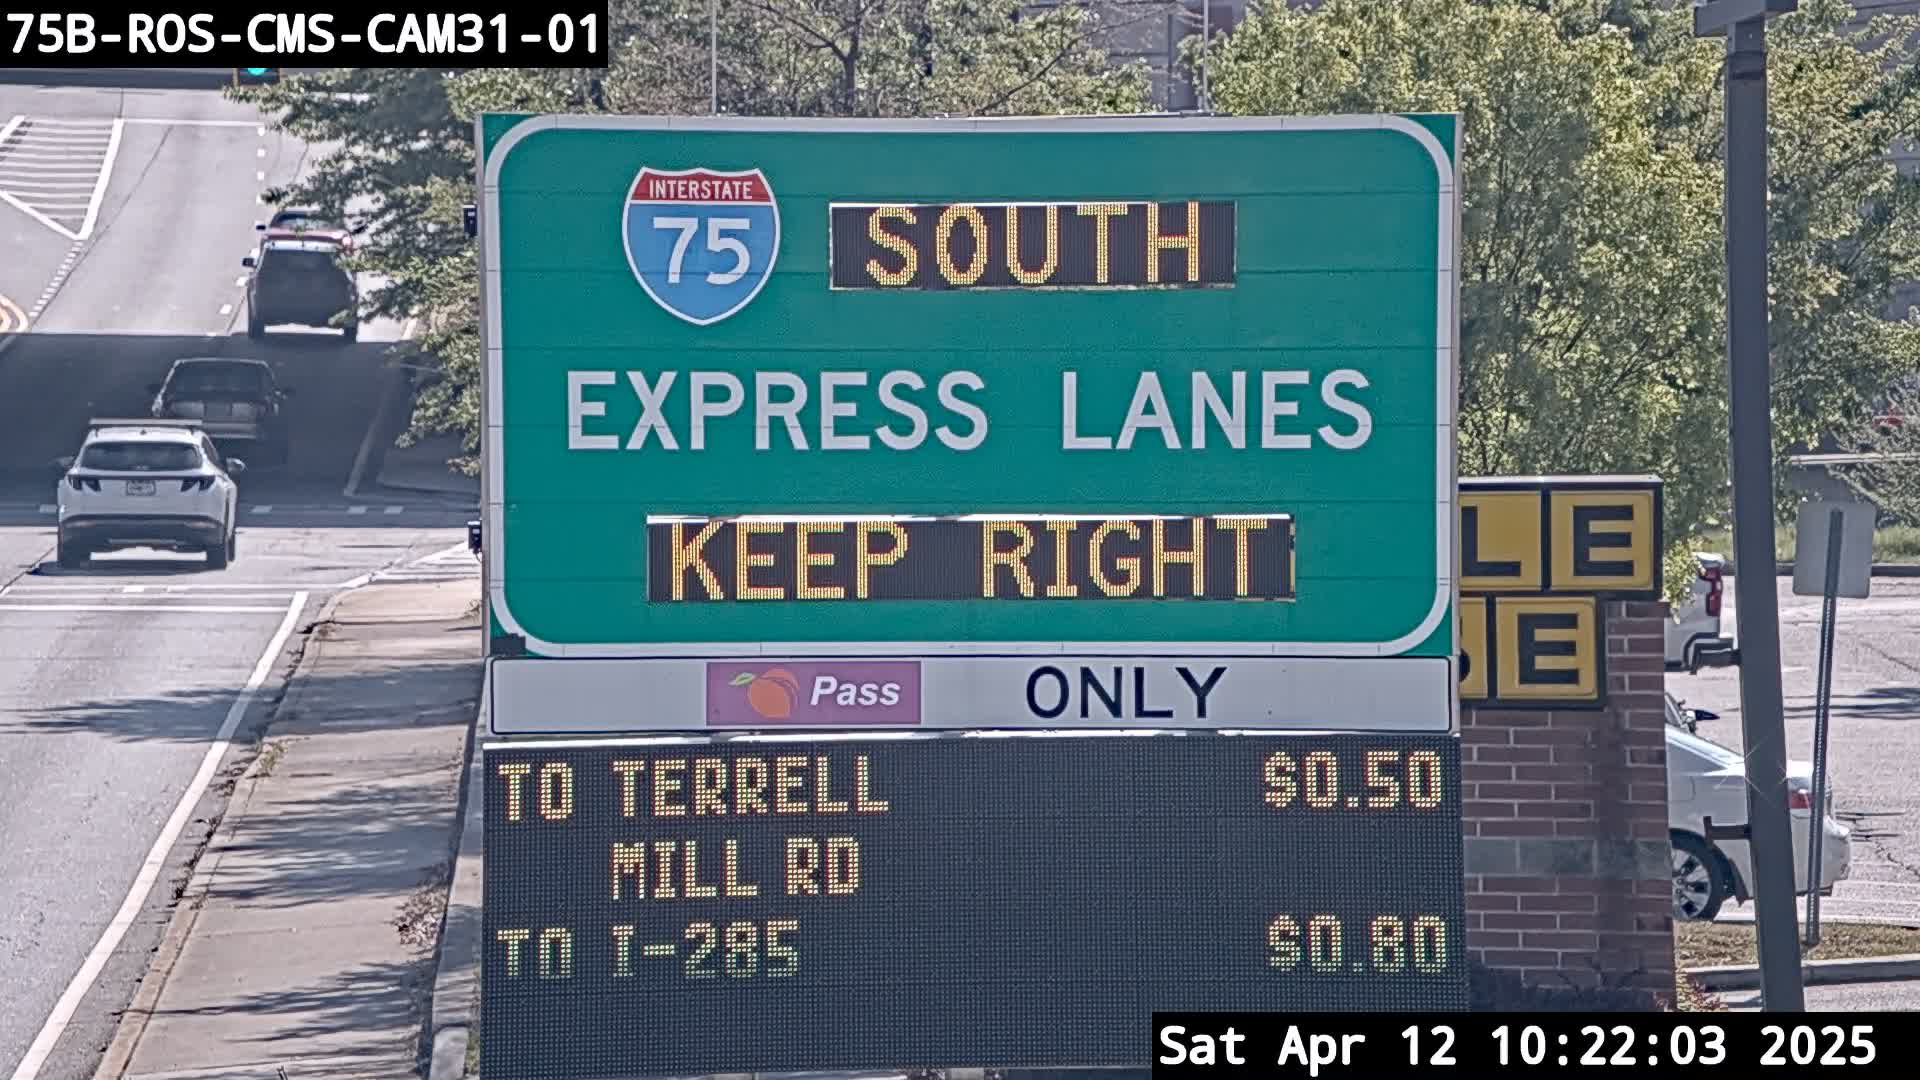 75B-ROS-CMS-CAM31-01
INTERSTATE
75
SOUTH
EXPRESS LANES
KEEP RIGHT
Pass ONLY
TO TERRELL $0.50
MILL RD
TO I-285 $0.80
LE
E
Sat Apr 12 10:22:03 2025